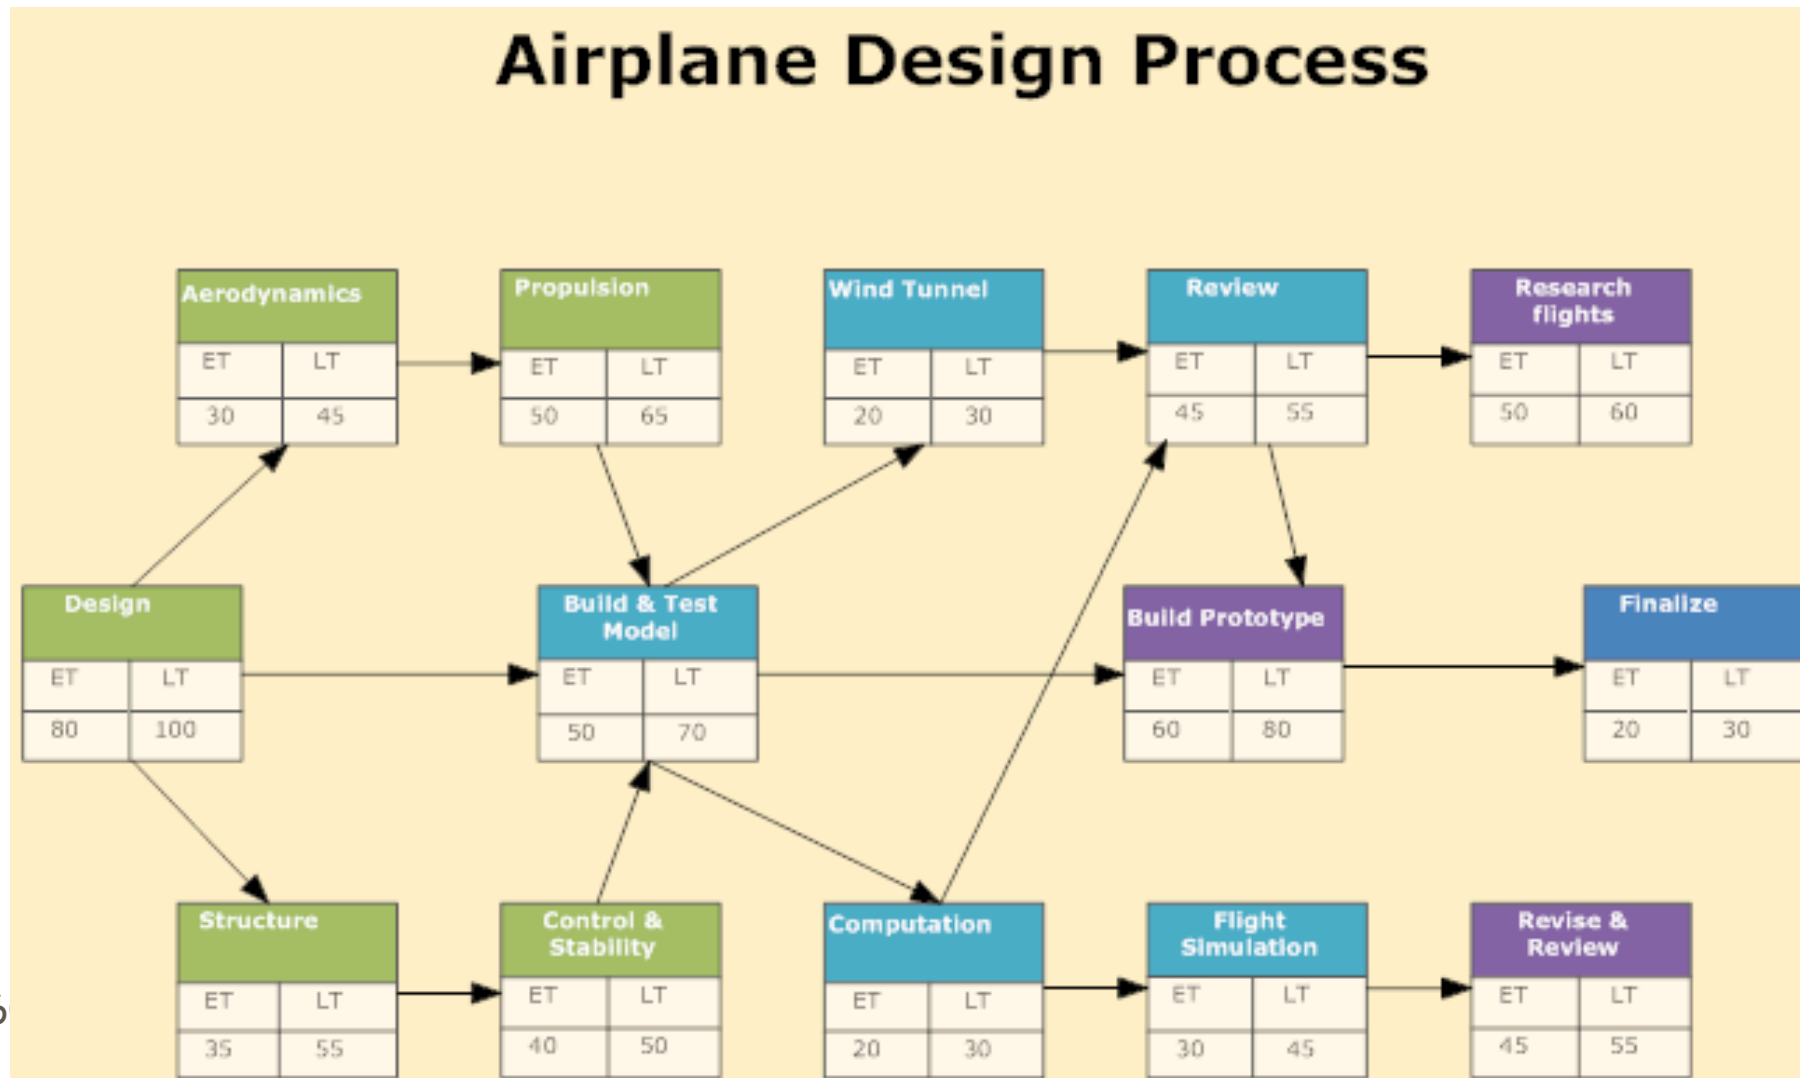 Airplane Design Process
Aerodynamics
ET LT
30 45
Propulsion
ET LT
50 65
Wind Tunnel
ET LT
20 30
Review
ET LT
45 55
Research
flights
ET LT
50 60
Design
ET LT
80 100
Build & Test
Model
ET LT
50 70
Build Prototype
ET LT
60 80
Finalize
ET LT
20 30
Structure
ET LT
35 55
Control &
Stability
ET LT
40 50
Computation
ET LT
20 30
Flight
Simulation
ET LT
30 45
Revise &
Review
ET LT
45 55